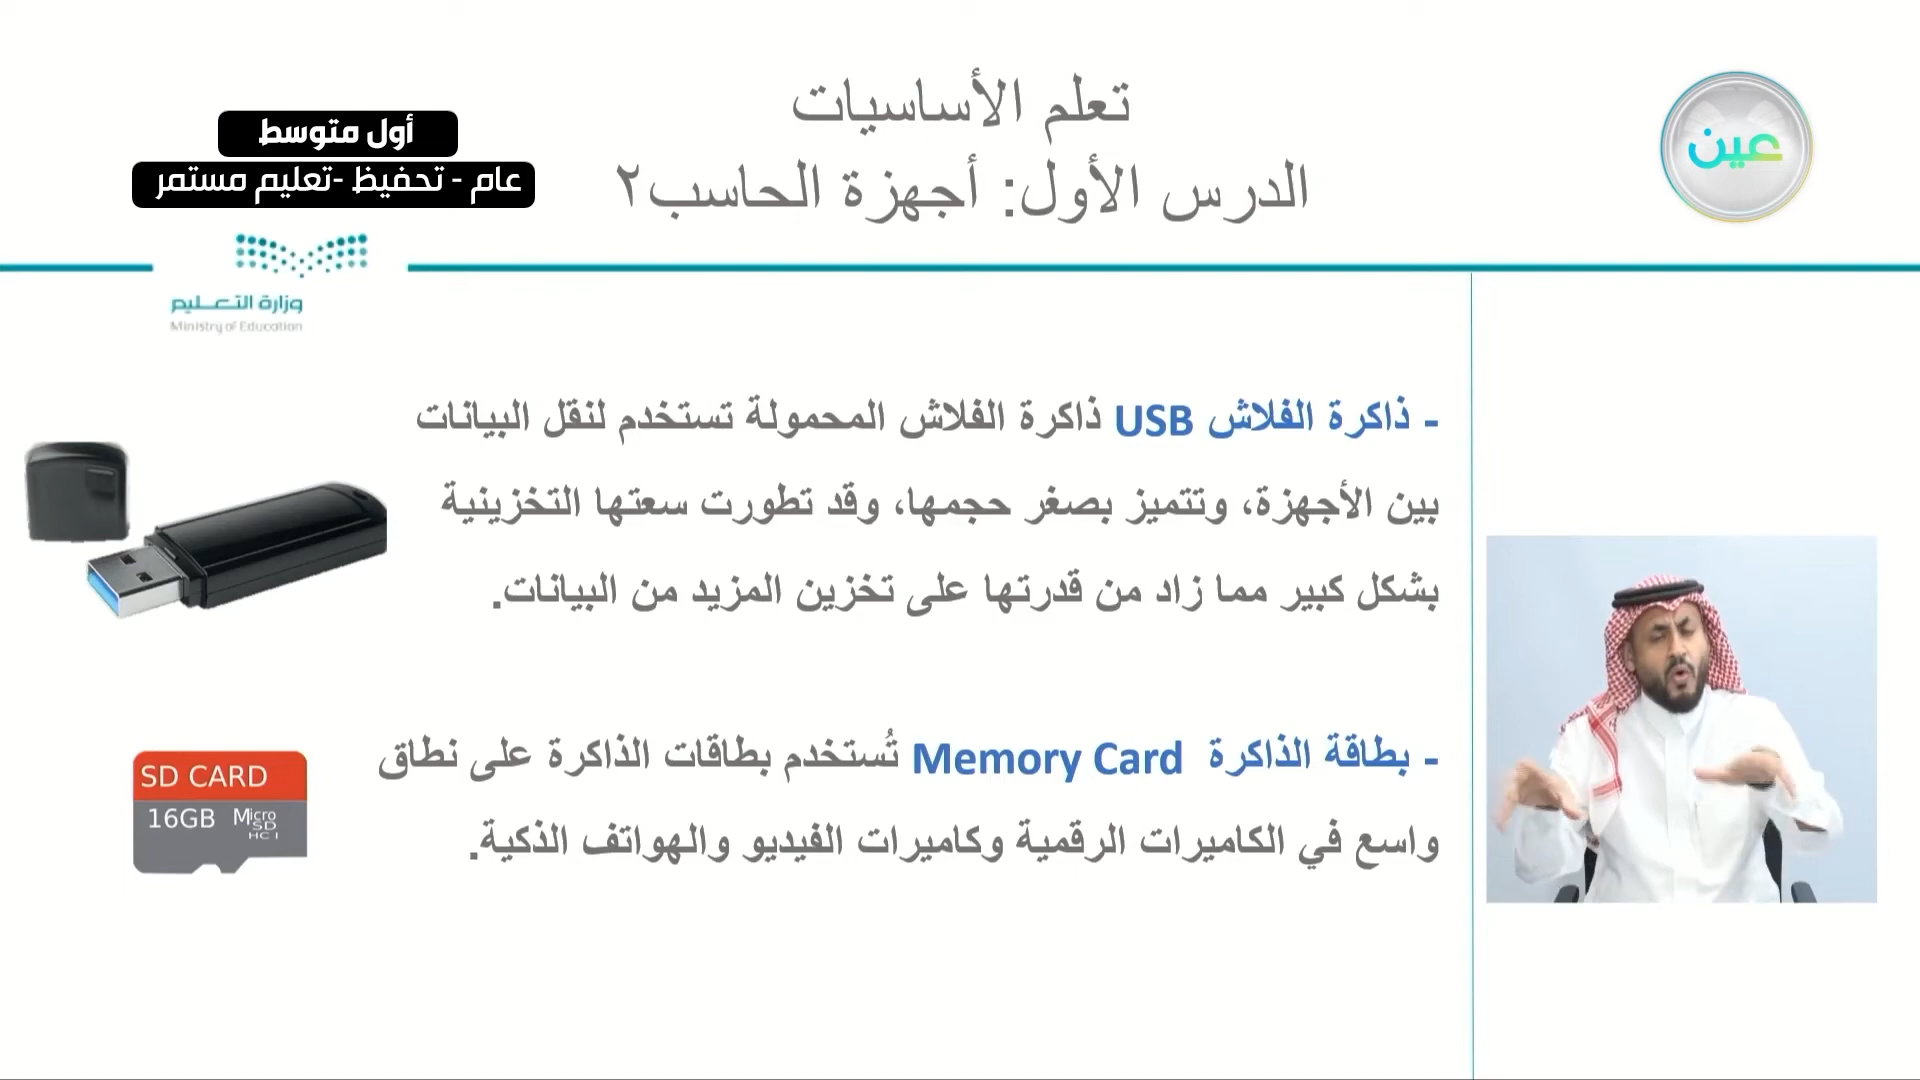 تعلم الأساسيات
الدرس الأول: أجهزة الحاسب٢
عين
أول متوسط
عام - تحفيظ -تعليم مستمر
وزارة التعليم
Ministry of Education
- ذاكرة الفلاش USB ذاكرة الفلاش المحمولة تستخدم لنقل البيانات
بين الأجهزة، وتتميز بصغر حجمها، وقد تطورت سعتها التخزينية
بشكل كبير مما زاد من قدرتها على تخزين المزيد من البيانات.
- بطاقة الذاكرة Memory Card تُستخدم بطاقات الذاكرة على نطاق
واسع في الكاميرات الرقمية وكاميرات الفيديو والهواتف الذكية.
SD CARD
16GB Micro
SD
HC I